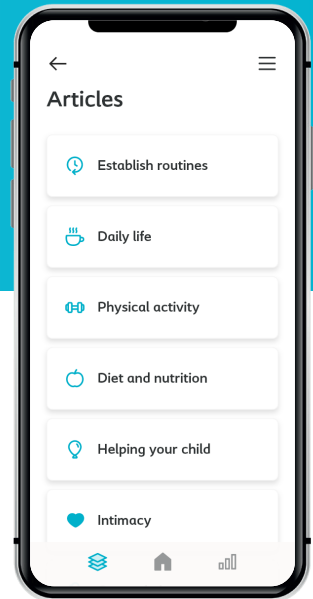 Articles
Establish routines
Daily life
Physical activity
Diet and nutrition
Helping your child
Intimacy